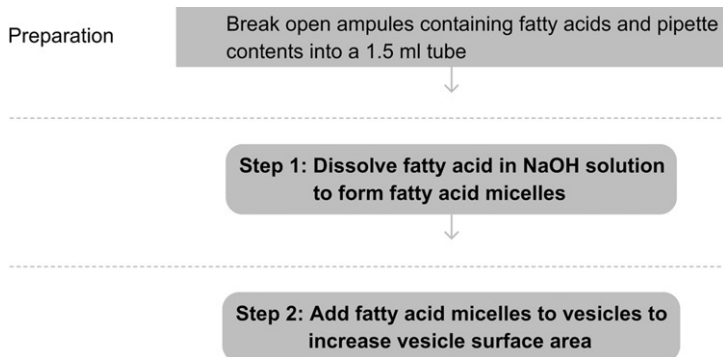 Preparation
Break open ampules containing fatty acids and pipette
contents into a 1.5 ml tube
Step 1: Dissolve fatty acid in NaOH solution
to form fatty acid micelles
Step 2: Add fatty acid micelles to vesicles to
increase vesicle surface area